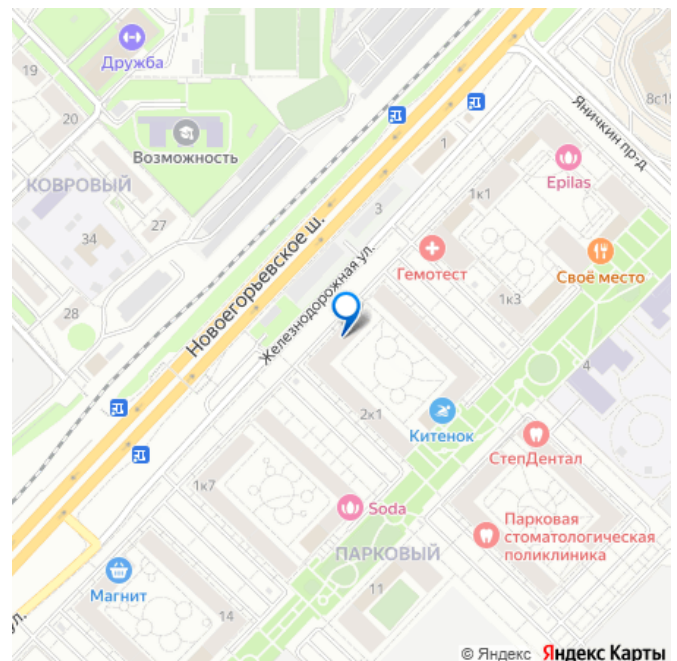 19
Дружба
20
8с15
Яничкин пр-д
Возможность
1
Epilas
КОВРОВЫЙ
1к1
27
3
34
Новоегорьевское ш.
Гемотест
Своё место
Железнодорожная ул.
1к3
28
4
2к1
Китенок
СтепДентал
1к7
Soda
Парковая
стоматологическая
поликлиника
ПАРКОВЫЙ
Магнит
11
14
ул.
© Яндекс Яндекс Карты